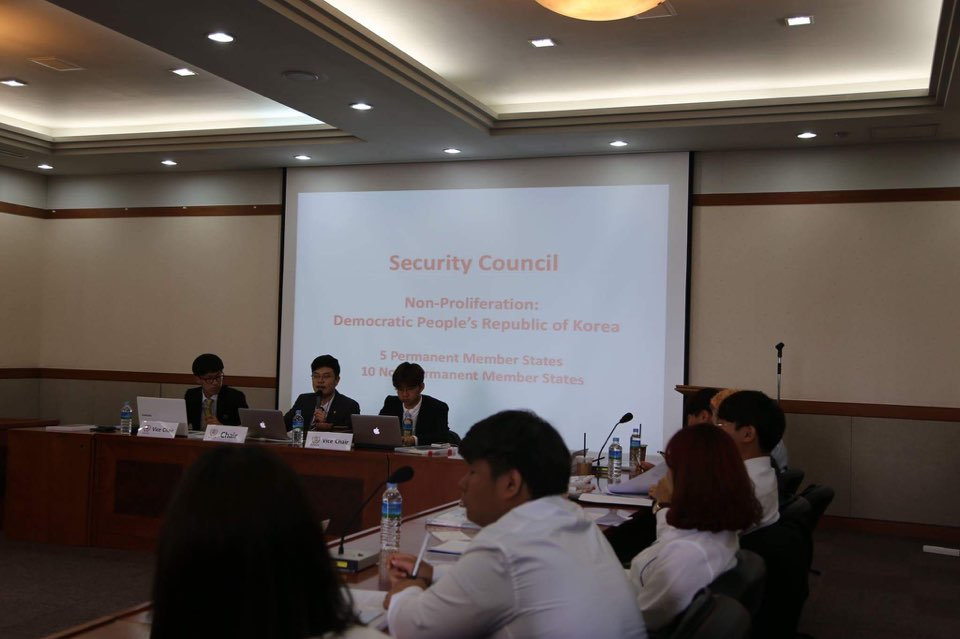 Security Council
Non-Proliferation:
Democratic People's Republic of Korea
5 Permanent Member States
10 Non-Permanent Member States
Vice Chair
Chair
Vice Chair